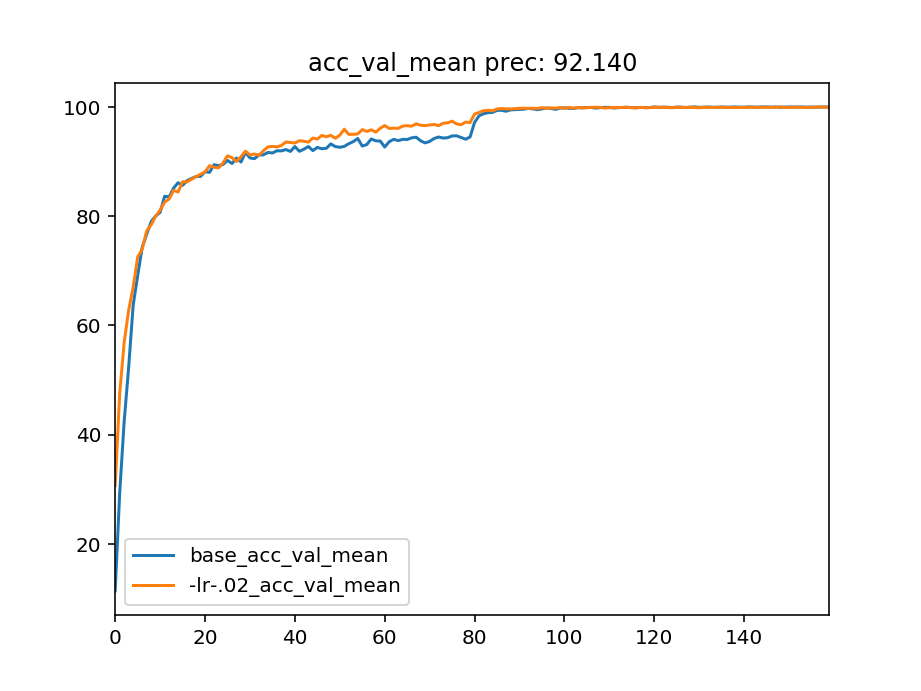 acc_val_mean prec: 92.140
100
80
60
40
20
base_acc_val_mean
-lr-.02_acc_val_mean
0 20 40 60 80 100 120 140